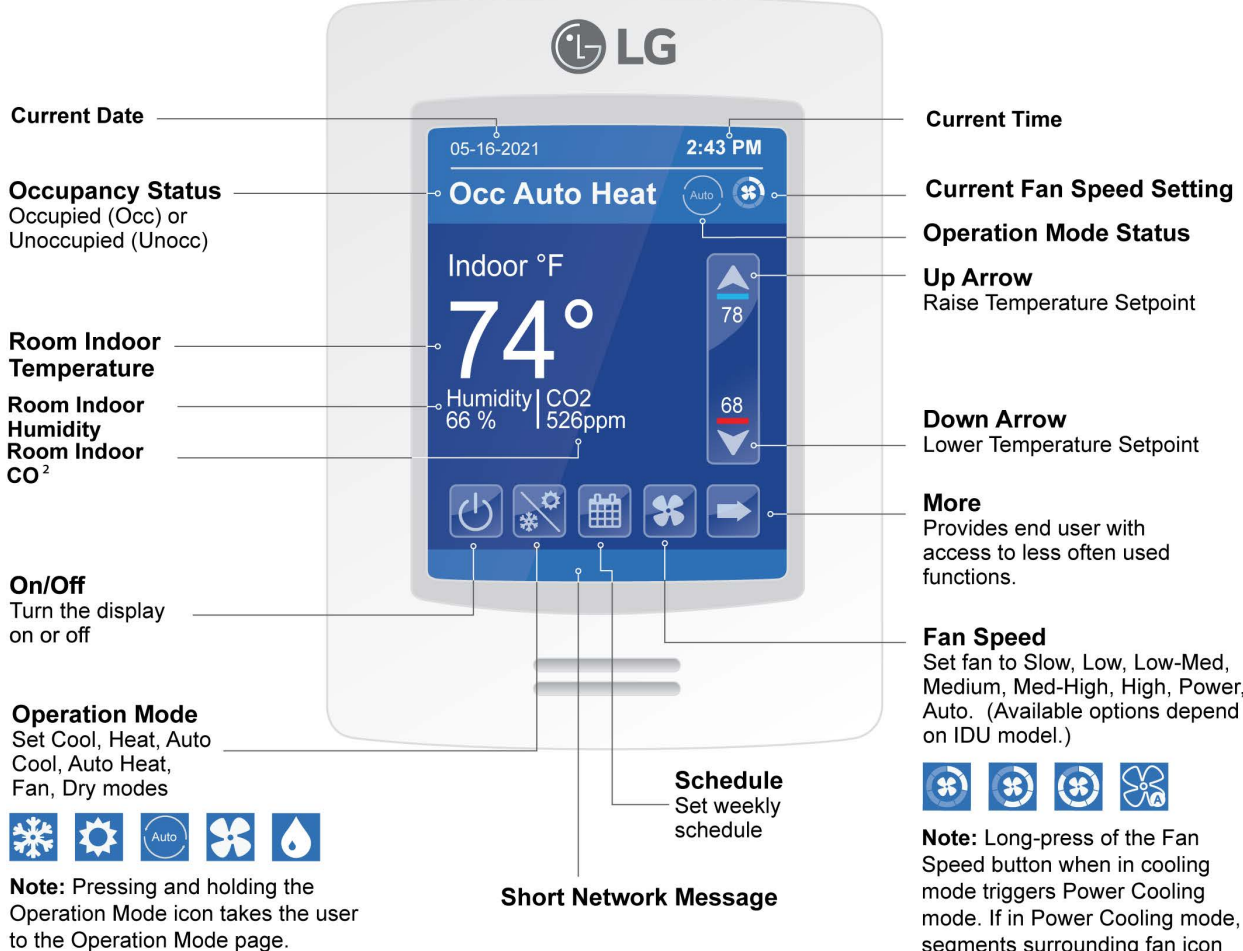 LG
Current Date
05-16-2021
2:43 PM
Current Time
Occupancy Status
Occupied (Occ) or
Unoccupied (Unocc)
Occ Auto Heat
Auto
Current Fan Speed Setting
Operation Mode Status
Indoor °F
74°
Up Arrow
Raise Temperature Setpoint
78
Room Indoor
Temperature
Room Indoor
Humidity
Humidity
66 %
CO2
526ppm
68
Room Indoor
CO²
Down Arrow
Lower Temperature Setpoint
More
Provides end user with
access to less often used
functions.
On/Off
Turn the display
on or off
Fan Speed
Set fan to Slow, Low, Low-Med,
Medium, Med-High, High, Power,
Auto. (Available options depend
on IDU model.)
A
Operation Mode
Set Cool, Heat, Auto
Cool, Auto Heat,
Fan, Dry modes
Auto
Schedule
Set weekly
schedule
Note: Pressing and holding the
Operation Mode icon takes the user
to the Operation Mode page.
Short Network Message
Note: Long-press of the Fan
Speed button when in cooling
mode triggers Power Cooling
mode. If in Power Cooling mode,
segments surrounding fan icon